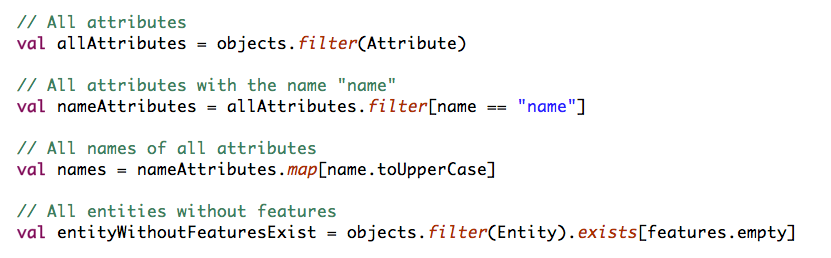 // All attributes
val allAttributes = objects.filter(Attribute)
// All attributes with the name "name"
val nameAttributes = allAttributes.filter[name == "name"]
// All names of all attributes
val names = nameAttributes.map[name.toUpperCase]
// All entities without features
val entityWithoutFeaturesExist = objects.filter(Entity).exists[features.empty]